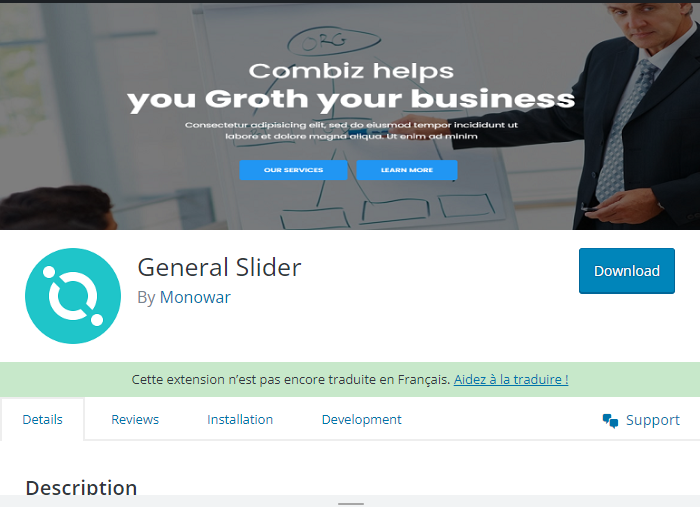 ORG
Combiz helps
you Groth your business
Consectetur adipisicing elit, sed do eiusmod tempor incididunt ut
labore et dolore magna aliqua. Ut enim ad minim
OUR SERVICES
LEARN MORE
General Slider
By Monowar
Download
Cette extension n’est pas encore traduite en Français. Aidez à la traduire !
Details
Reviews
Installation
Development
Support
Description